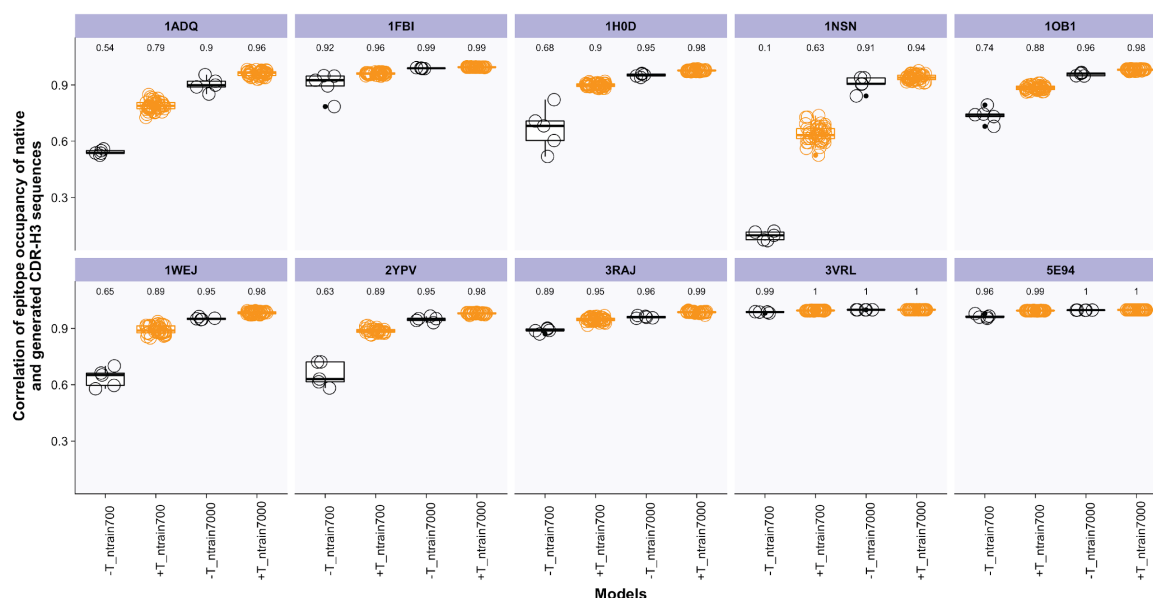 1ADQ 1FBI 1H0D 1NSN 1OB1
0.54 0.79 0.9 0.96 0.92 0.96 0.99 0.99 0.68 0.9 0.95 0.98 0.1 0.63 0.91 0.94 0.74 0.88 0.96 0.98
0.9
0.6
0.3
1WEJ 2YPV 3RAJ 3VRL 5E94
0.65 0.89 0.95 0.98 0.63 0.89 0.95 0.98 0.89 0.95 0.96 0.99 0.99 1 1 1 0.96 0.99 1 1
0.9
0.6
0.3
Correlation of epitope occupancy of native
and generated CDR-H3 sequences
-T_ntrain700 +T_ntrain700 -T_ntrain7000 +T_ntrain7000 -T_ntrain700 +T_ntrain700 -T_ntrain7000 +T_ntrain7000 -T_ntrain700 +T_ntrain700 -T_ntrain7000 +T_ntrain7000 -T_ntrain700 +T_ntrain700 -T_ntrain7000 +T_ntrain7000 -T_ntrain700 +T_ntrain700 -T_ntrain7000 +T_ntrain7000
Models